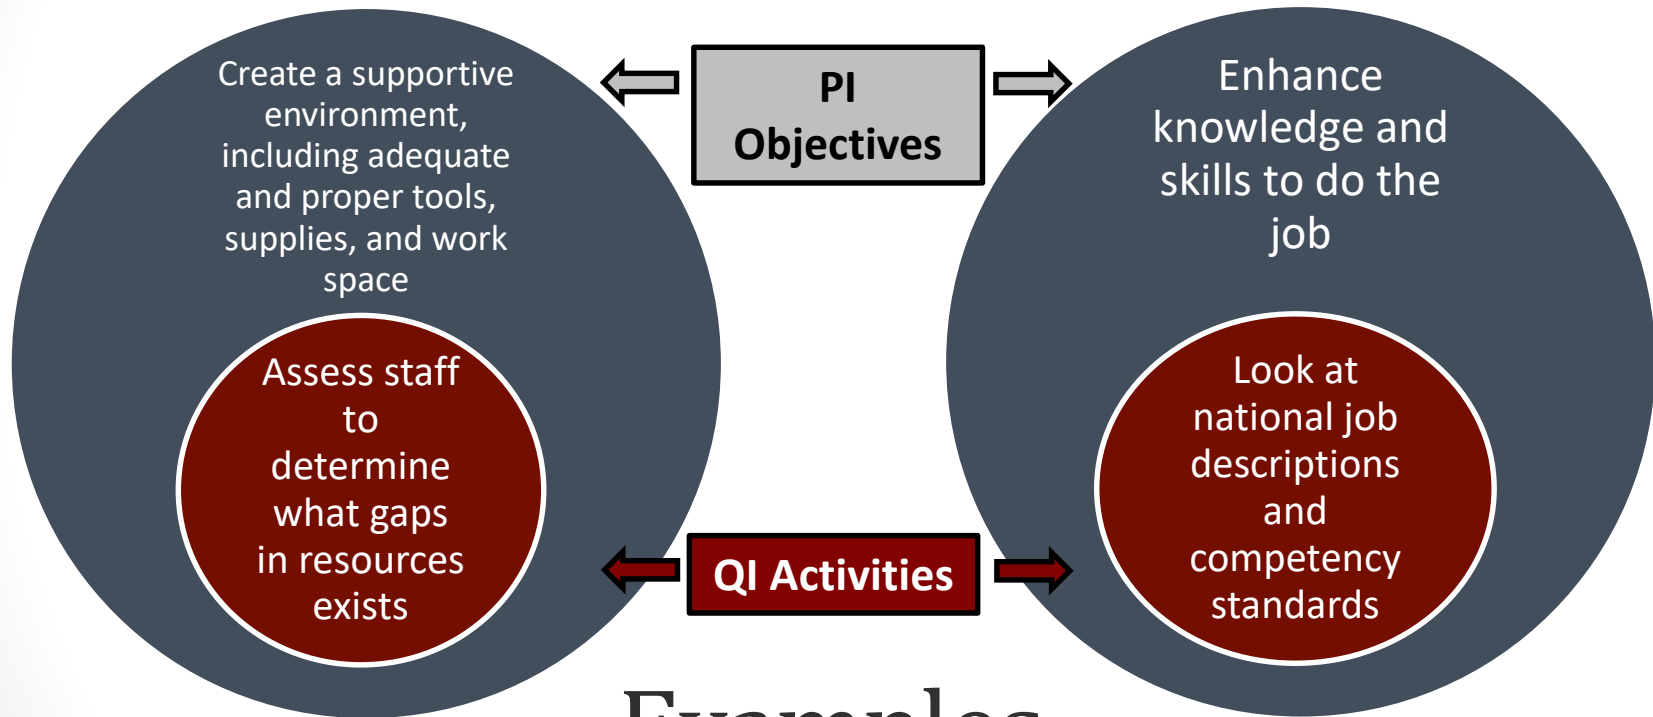 Create a supportive
environment,
including adequate
and proper tools,
supplies, and work
space
Assess staff
to
determine
what gaps
in resources
exists
PI
Objectives
QI Activities
Enhance
knowledge and
skills to do the
job
Look at
national job
descriptions
and
competency
standards
Examples